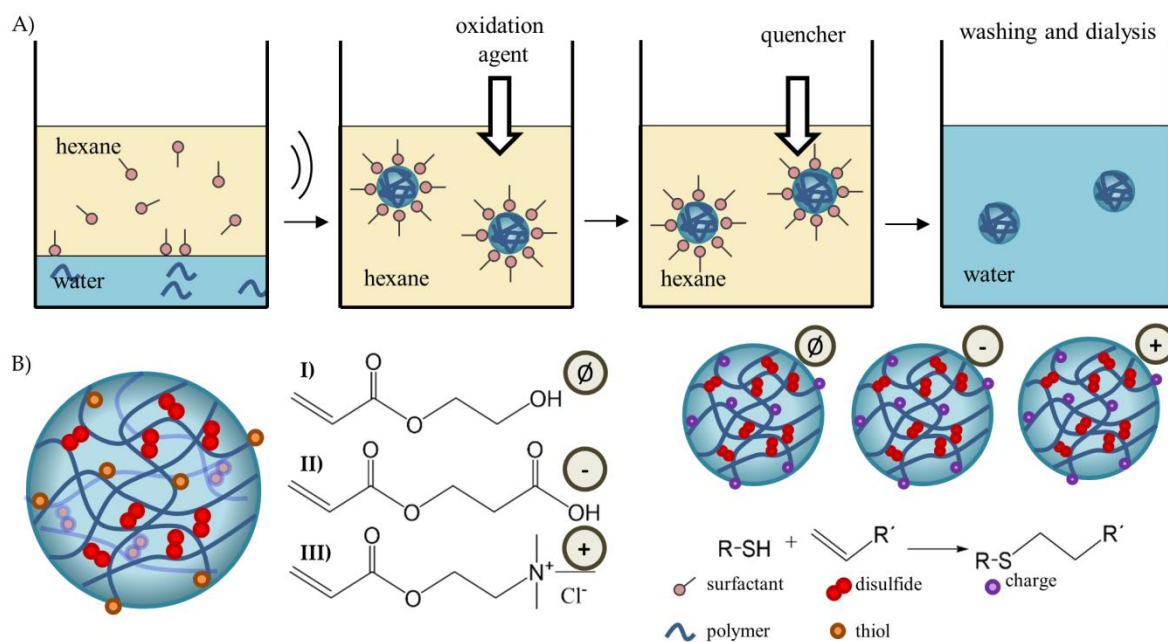 A)
oxidation
agent
quencher
washing and dialysis
hexane
water
hexane
hexane
water
B)
I)
O
O
OH
Ø
II)
O
O
O
OH
-
III)
O
O
N+
Cl-
+
Ø
-
+
R-SH + R´
R-S R´
surfactant
disulfide
charge
polymer
thiol